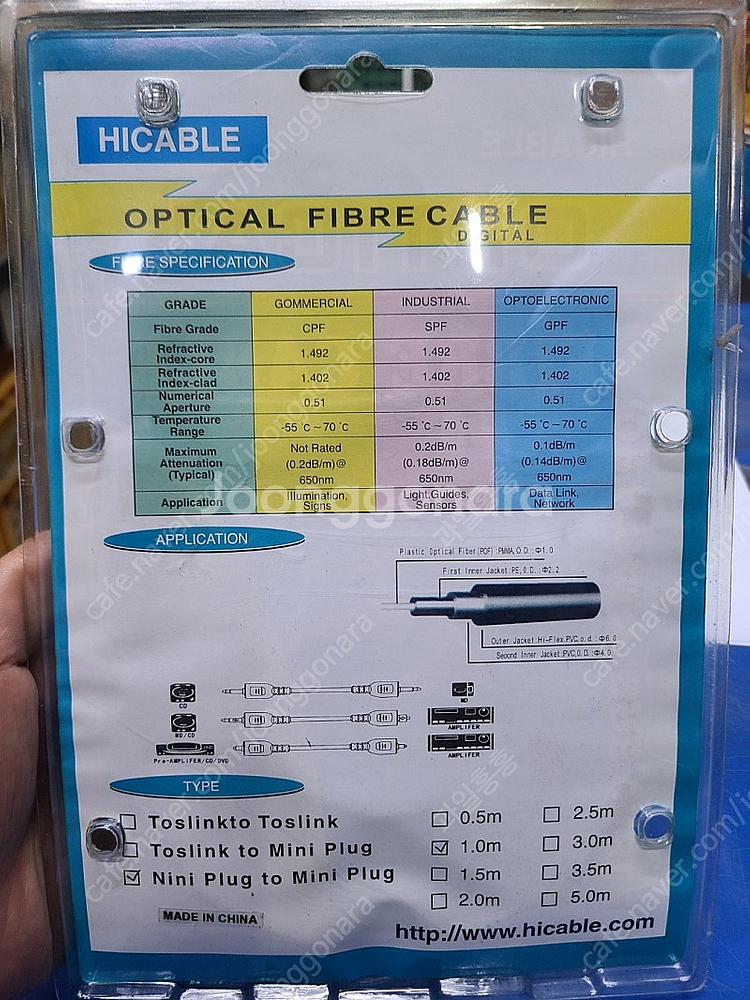 HICABLE
OPTICAL FIBRE CABLE
DIGITAL
FIBRE SPECIFICATION
GRADE GOMMERCIAL INDUSTRIAL OPTOELECTRONIC
Fibre Grade CPF SPF GPF
Refractive Index-core 1.492 1.492 1.492
Refractive Index-clad 1.402 1.402 1.402
Numerical Aperture 0.51 0.51 0.51
Temperature Range -55 ℃ ~ 70 ℃ -55 ℃ ~ 70 ℃ -55 ℃ ~ 70 ℃
Maximum Not Rated 0.2dB/m 0.1dB/m
Attenuation (0.2dB/m)@ (0.18dB/m)@ (0.14dB/m)@
(Typical) 650nm 650nm 650nm
Application Illumination, Signs Light.Guides, Sensors Data Link, Network
APPLICATION
Plastic Optical Fiber(POF):PMMA,O.D.:Φ1.0
First Inner Jacket:PE,O.D.:Φ2.2
Outer Jacket:Hi-Flex.PVC,o.d.:Φ6.0
Second Inner Jacket:PVC,O.D.:Φ4.0
CD MD
MD/CD AMPLIFER
Pre-AMPLIFER/CD/DVD AMPLIFER
TYPE
Toslinkto Toslink 0.5m 2.5m
Toslink to Mini Plug 1.0m 3.0m
Nini Plug to Mini Plug 1.5m 3.5m
2.0m 5.0m
MADE IN CHINA
http://www.hicable.com
joonggonara
cafe.naver.com/joonggonara